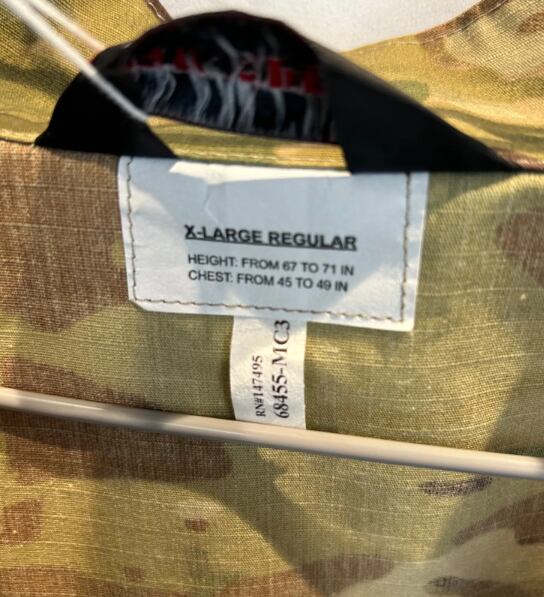 X-LARGE REGULAR
HEIGHT: FROM 67 TO 71 IN
CHEST: FROM 45 TO 49 IN
RN#147495
68455-MC3